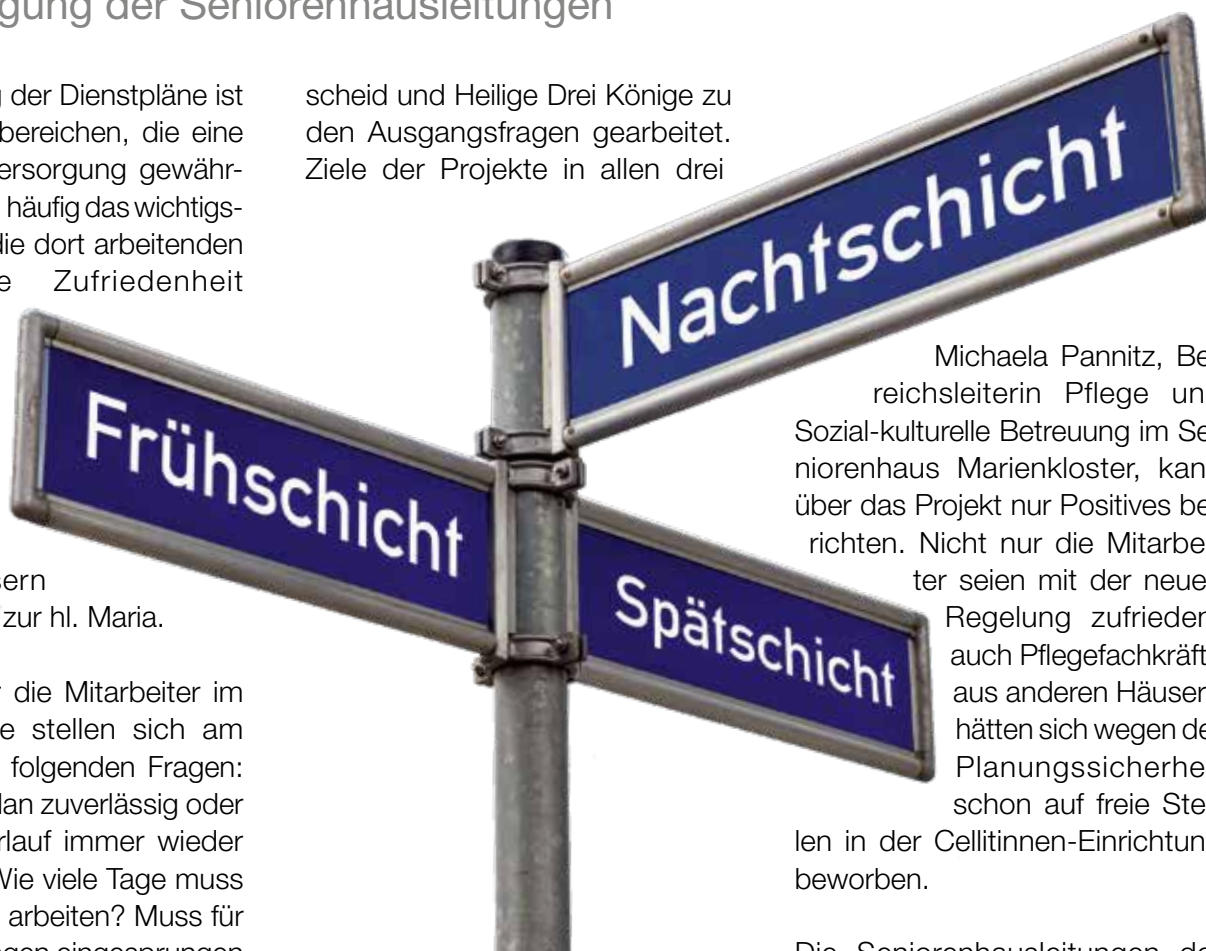 gung der Seniorenhausleitungen
g der Dienstpläne ist
bereichen, die eine
ersorgung gewähr-
häufig das wichtigs-
die dort arbeitenden
e Zufriedenheit
sern
zur hl. Maria.
r die Mitarbeiter im
e stellen sich am
folgenden Fragen:
lan zuverlässig oder
rlauf immer wieder
Wie viele Tage muss
arbeiten? Muss für
gen eingesprungen
scheid und Heilige Drei Könige zu
den Ausgangsfragen gearbeitet.
Ziele der Projekte in allen drei
Nachtschicht
Frühschicht
Spätschicht
Michaela Pannitz, Be
reichsleiterin Pflege un
Sozial-kulturelle Betreuung im Se
niorenhaus Marienkloster, kan
über das Projekt nur Positives be
richten. Nicht nur die Mitarbe
ter seien mit der neue
Regelung zufrieden
auch Pflegefachkräft
aus anderen Häuser
hätten sich wegen de
Planungssicherhe
schon auf freie Ste
len in der Cellitinnen-Einrichtun
beworben.
Die Seniorenhausleitungen de